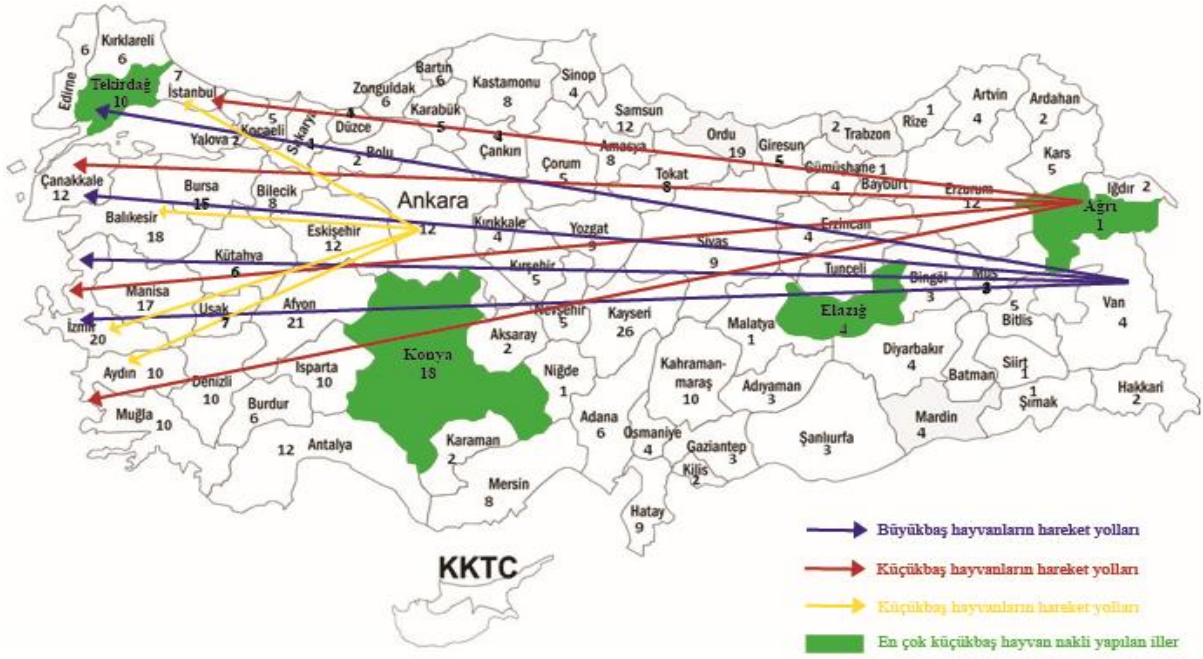 Edirne
6
Kırklareli
6
Tekirdağ
10
7
İstanbul
Yalova 2
5
Kocaeli
Sakarya
4
4
Düzce
Zonguldak
6
Bartın
6
Karabük
5
Kastamonu
8
Sinop
4
Samsun
12
Bolu
2
4
Çankırı
Çorum
5
Amasya
8
Ordu
19
Giresun
5
2
Trabzon
1
Rize
Artvin
4
Ardahan
2
Kars
5
Iğdır 2
Ağrı
1
Gümüşhane
4
1
Bayburt
Erzurum
12
Erzincan
4
Tokat
8
Çanakkale
12
Balıkesir
18
Bursa
15
Bilecik
8
Eskişehir
12
Ankara
12
Kırıkkale
4
Yozgat
9
Sivas
9
Tunceli
Bingöl
3
Muş
Bitlis
5
Van
4
Kütahya
6
Manisa
17
Uşak
7
Afyon
21
İzmir
20
Kırşehir
5
Nevşehir
5
Kayseri
26
Malatya
1
Elazığ
4
Diyarbakır
4
Batman
Siirt
1
Şırnak
1
Hakkari
2
Aydın 10
Denizli
10
Isparta
10
Burdur
6
Muğla
10
12 Antalya
Konya
18
Aksaray
2
Niğde
1
Karaman
2
Mersin
8
Adana
6
Osmaniye
4
Kahraman-
maraş
10
Adıyaman
3
Gaziantep
3
Kilis
2
Şanlıurfa
3
Mardin
4
Hatay
9
KKTC
Büyükbaş hayvanların hareket yolları
Küçükbaş hayvanların hareket yolları
Küçükbaş hayvanların hareket yolları
En çok küçükbaş hayvan nakli yapılan iller